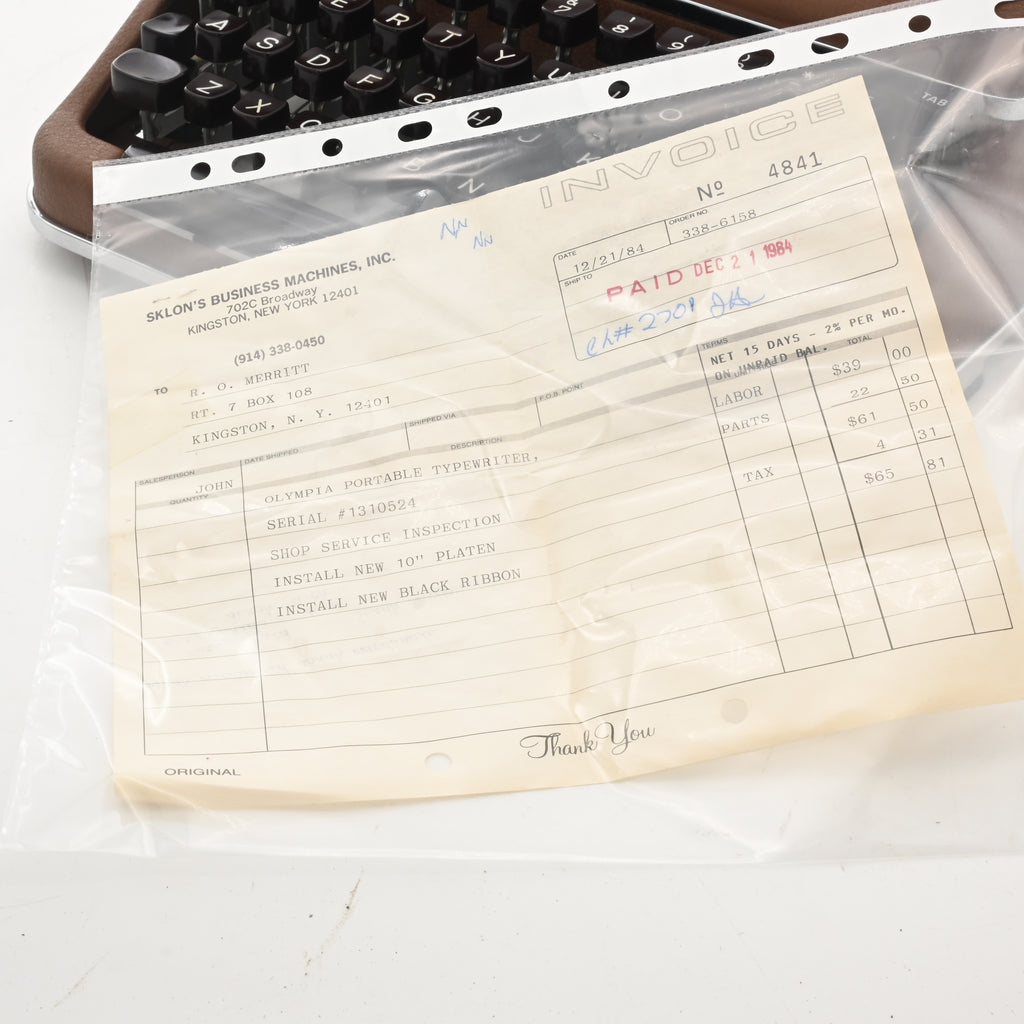 A S D F G
E R T Y U
Z X
TAB
INVOICE
Nº 4841
SKLON'S BUSINESS MACHINES, INC.
702C Broadway
KINGSTON, NEW YORK 12401
(914) 338-0450
DATE
12/21/84
ORDER NO.
338-6158
SHIP TO
PAID DEC 21 1984
Ch# 2701
TO
R. O. MERRITT
RT. 7 BOX 108
KINGSTON, N. Y. 12401
SALESPERSON
JOHN
DATE SHIPPED
SHIPPED VIA
F.O.B. POINT
TERMS
NET 15 DAYS - 2% PER MO.
ON UNPAID BAL.
QUANTITY
DESCRIPTION
TOTAL
OLYMPIA PORTABLE TYPEWRITER,
LABOR $39 00
SERIAL #1310524
PARTS 22 50
SHOP SERVICE INSPECTION
$61 50
INSTALL NEW 10" PLATEN
TAX 4 31
INSTALL NEW BLACK RIBBON
$65 81
ORIGINAL
Thank You